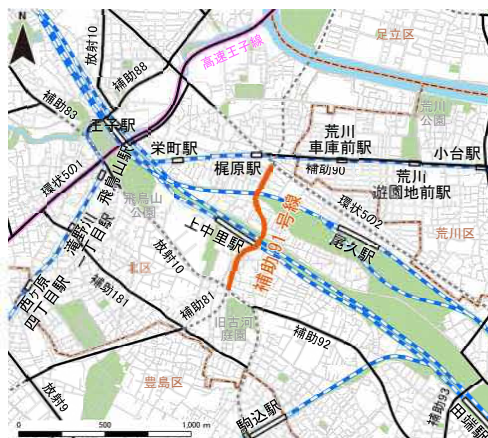 N
放射10
補助88
高速王子線
足立区
補助83
王子駅
荒川
公園
栄町駅
荒川
車庫前駅
小台駅
梶原駅
補助90
荒川
遊園地前駅
環状5の1
飛鳥山駅
飛鳥山
公園
環状5の2
滝野川
一丁目駅
上中里駅
補助91号線
尾久駅
荒川区
北区
放射10
西ヶ原
四丁目駅
補助181
補助81
旧古河
庭園
補助92
豊島区
放射9
駒込駅
補助93
田端駅
0
500
1,000 m